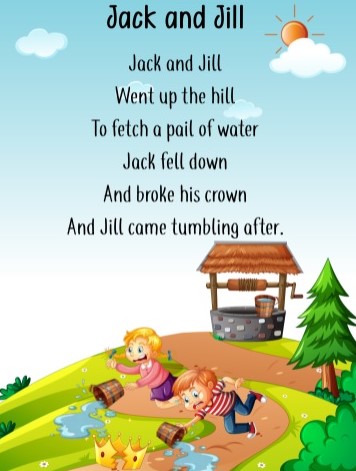 Jack and Jill
Jack and Jill
Went up the hill
To fetch a pail of water
Jack fell down
And broke his crown
And Jill came tumbling after.